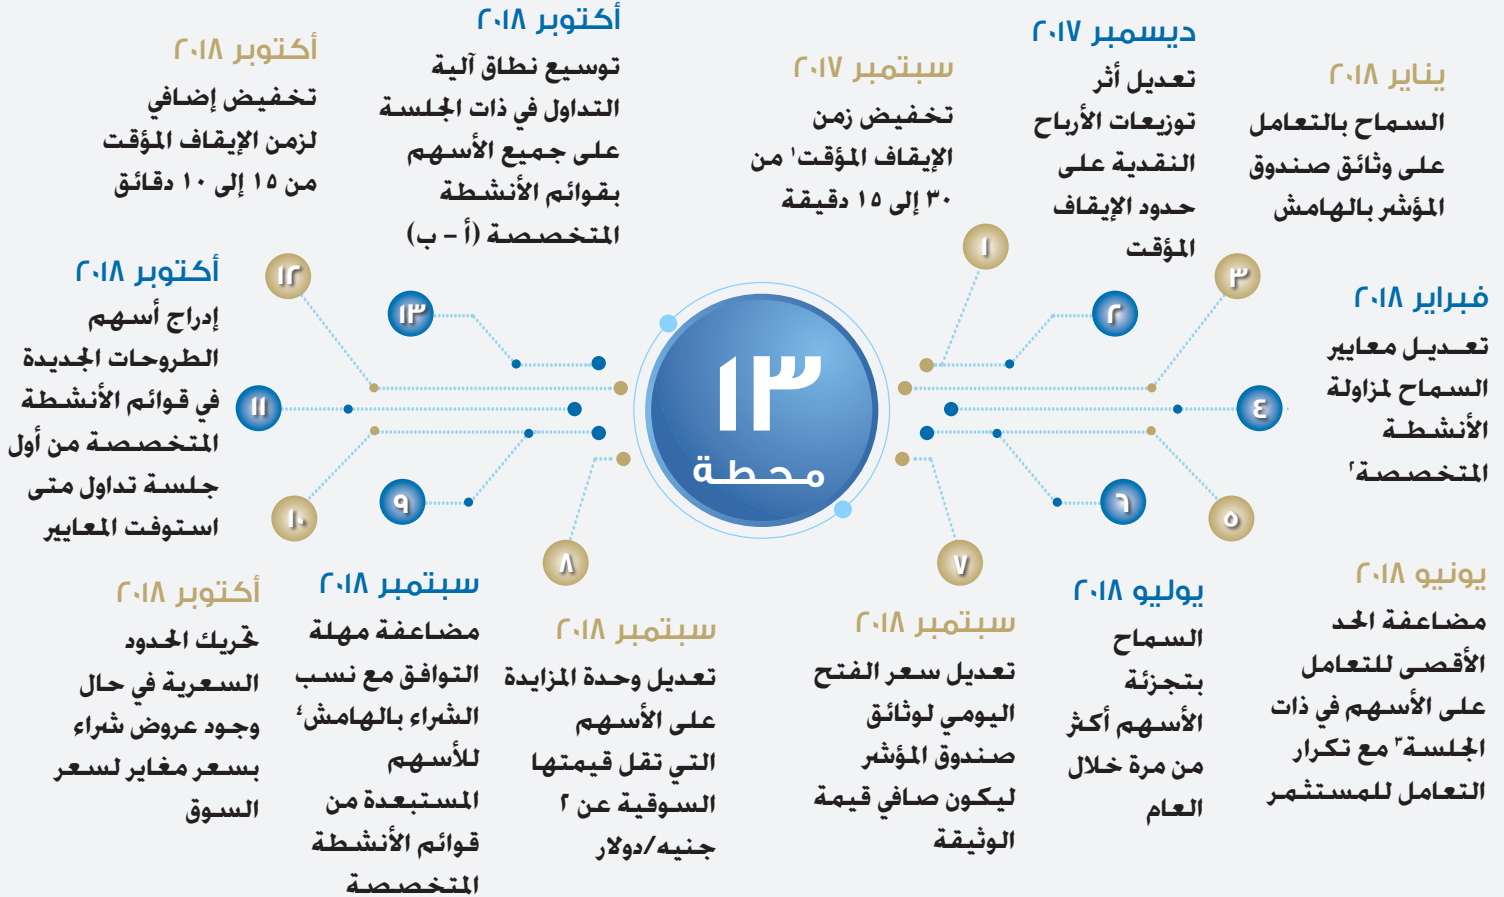 سبتمبر ٢٠١٧
تخفيض زمن
الإيقاف المؤقت١ من
٣٠ إلى ١٥ دقيقة
١
ديسمبر ٢٠١٧
تعديل أثر
توزيعات الأرباح
النقدية على
حدود الإيقاف
المؤقت
٢
يناير ٢٠١٨
السماح بالتعامل
على وثائق صندوق
المؤشر بالهامش
٣
فبراير ٢٠١٨
تعديل معايير
السماح لمزاولة
الأنشطة
المتخصصة٢
٤
يونيو ٢٠١٨
مضاعفة الحد
الأقصى للتعامل
على الأسهم في ذات
الجلسة٣ مع تكرار
التعامل للمستثمر
٥
يوليو ٢٠١٨
السماح
بتجزئة
الأسهم أكثر
من مرة خلال
العام
٦
سبتمبر ٢٠١٨
تعديل سعر الفتح
اليومي لوثائق
صندوق المؤشر
ليكون صافي قيمة
الوثيقة
٧
سبتمبر ٢٠١٨
تعديل وحدة المزايدة
على الأسهم
التي تقل قيمتها
السوقية عن ٢
جنيه/دولار
٨
سبتمبر ٢٠١٨
مضاعفة مهلة
التوافق مع نسب
الشراء بالهامش٤
للأسهم
المستبعدة من
قوائم الأنشطة
المتخصصة
٩
أكتوبر ٢٠١٨
تحريك الحدود
السعرية في حال
وجود عروض شراء
بسعر مغاير لسعر
السوق
١٠
أكتوبر ٢٠١٨
إدراج أسهم
الطروحات الجديدة
في قوائم الأنشطة
المتخصصة من أول
جلسة تداول متى
استوفت المعايير
١١
أكتوبر ٢٠١٨
تخفيض إضافي
لزمن الإيقاف المؤقت
من ١٥ إلى ١٠ دقائق
١٢
أكتوبر ٢٠١٨
توسيع نطاق آلية
التداول في ذات الجلسة
على جميع الأسهم
بقوائم الأنشطة
المتخصصة (أ - ب)
١٣
١٣
محطة